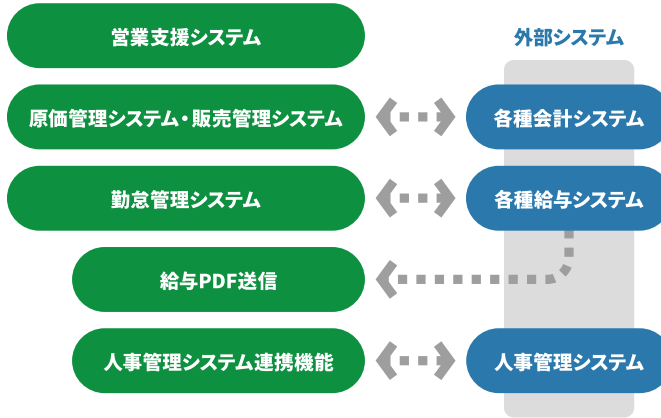 営業支援システム
外部システム
原価管理システム・販売管理システム
各種会計システム
勤怠管理システム
各種給与システム
給与PDF送信
人事管理システム連携機能
人事管理システム